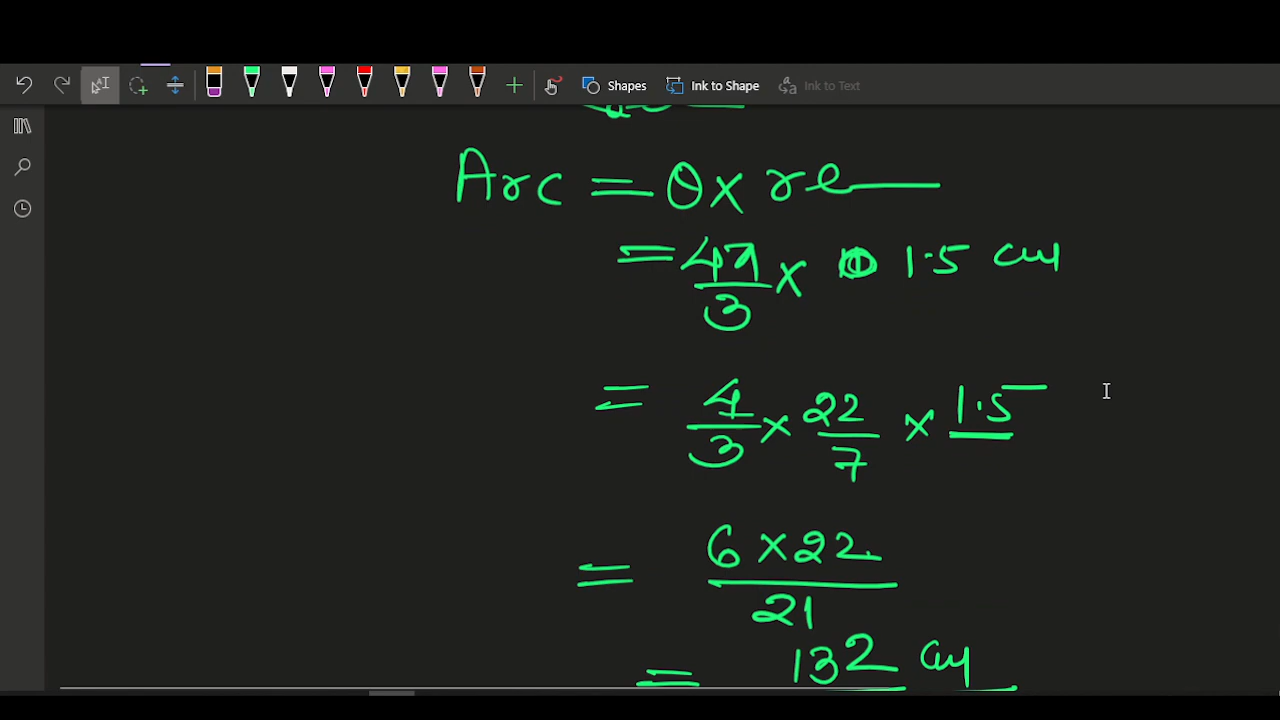 Shapes Ink to Shape Ink to Text
Arc = θ × r
= 4π/3 × 1.5 cm
= 4/3 × 22/7 × 1.5
= 6×22/21
= 132 cm